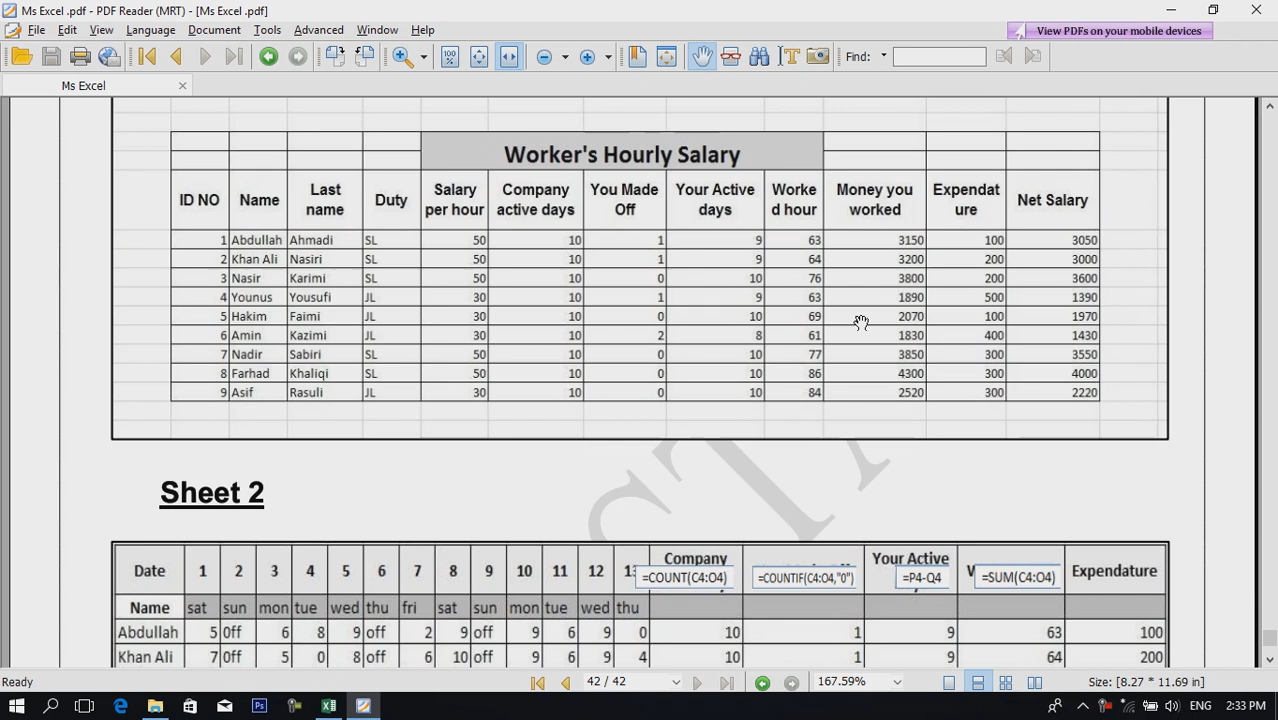 Ms Excel .pdf - PDF Reader (MRT) - [Ms Excel .pdf]
File Edit View Language Document Tools Advanced Window Help
View PDFs on your mobile devices
Find:
Ms Excel
Worker's Hourly Salary
ID NO Name Last name Duty Salary per hour Company active days You Made Off Your Active days Worke d hour Money you worked Expendat ure Net Salary
1 Abdullah Ahmadi SL 50 10 1 9 63 3150 100 3050
2 Khan Ali Nasiri SL 50 10 1 9 64 3200 200 3000
3 Nasir Karimi SL 50 10 0 10 76 3800 200 3600
4 Younus Yousufi JL 30 10 1 9 63 1890 500 1390
5 Hakim Faimi JL 30 10 0 10 69 2070 100 1970
6 Amin Kazimi JL 30 10 2 8 61 1830 400 1430
7 Nadir Sabiri SL 50 10 0 10 77 3850 300 3550
8 Farhad Khaliqi SL 50 10 0 10 86 4300 300 4000
9 Asif Rasuli JL 30 10 0 10 84 2520 300 2220
Sheet 2
Date 1 2 3 4 5 6 7 8 9 10 11 12 Company =COUNT(C4:O4) =COUNTIF(C4:O4,"0") Your Active =P4-Q4 =SUM(C4:O4) Expendature
Name sat sun mon tue wed thu fri sat sun mon tue wed thu
Abdullah 5 0ff 6 8 9 off 2 9 off 9 6 9 0 10 1 9 63 100
Khan Ali 7 0ff 5 0 8 off 6 10 off 9 6 9 4 10 1 9 64 200
Ready
42 / 42
167.59%
Size: [8.27 * 11.69 in]
ENG 2:33 PM